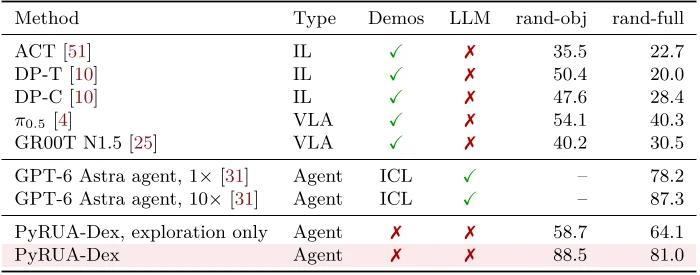 Method Type Demos LLM rand-obj rand-full
ACT [51] IL ✓ ✗ 35.5 22.7
DP-T [10] IL ✓ ✗ 50.4 20.0
DP-C [10] IL ✓ ✗ 47.6 28.4
π0.5 [4] VLA ✓ ✗ 54.1 40.3
GR00T N1.5 [25] VLA ✓ ✗ 40.2 30.5
GPT-6 Astra agent, 1× [31] Agent ICL ✓ – 78.2
GPT-6 Astra agent, 10× [31] Agent ICL ✓ – 87.3
PyRUA-Dex, exploration only Agent ✗ ✗ 58.7 64.1
PyRUA-Dex Agent ✗ ✗ 88.5 81.0